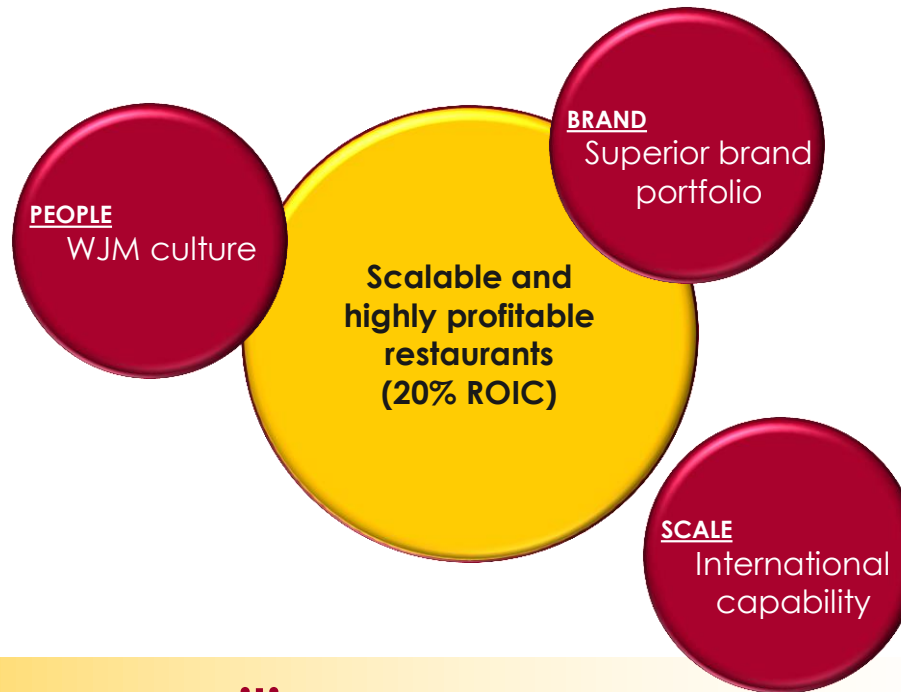 BRAND
Superior brand
portfolio
PEOPLE
WJM culture
Scalable and
highly profitable
restaurants
(20% ROIC)
SCALE
International
capability